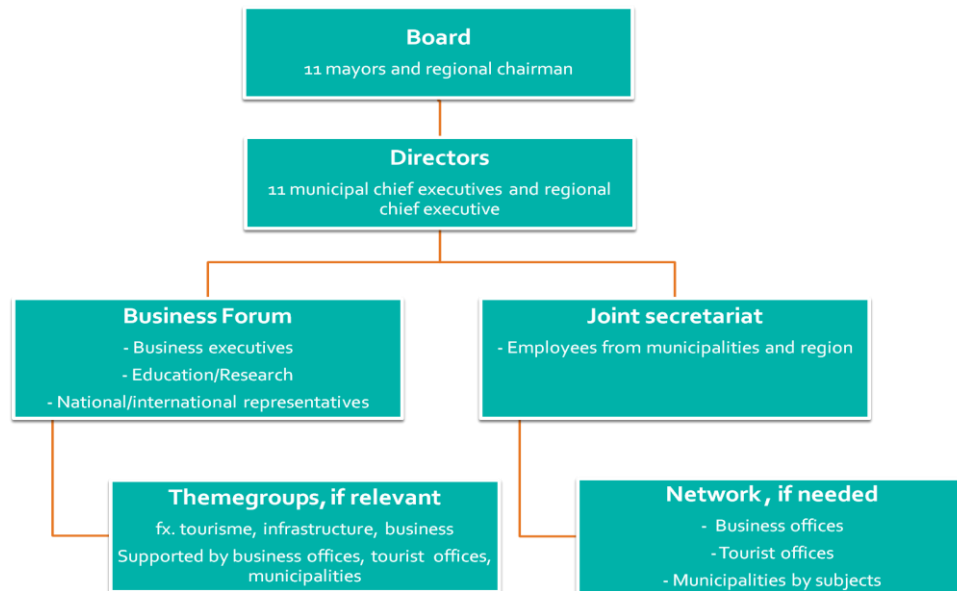 Board
11 mayors and regional chairman
Directors
11 municipal chief executives and regional
chief executive
Business Forum
- Business executives
- Education/Research
- National/international representatives
Joint secretariat
- Employees from municipalities and region
Themegroups, if relevant
fx. tourisme, infrastructure, business
Supported by business offices, tourist offices,
municipalities
Network , if needed
- Business offices
- Tourist offices
- Municipalities by subjects